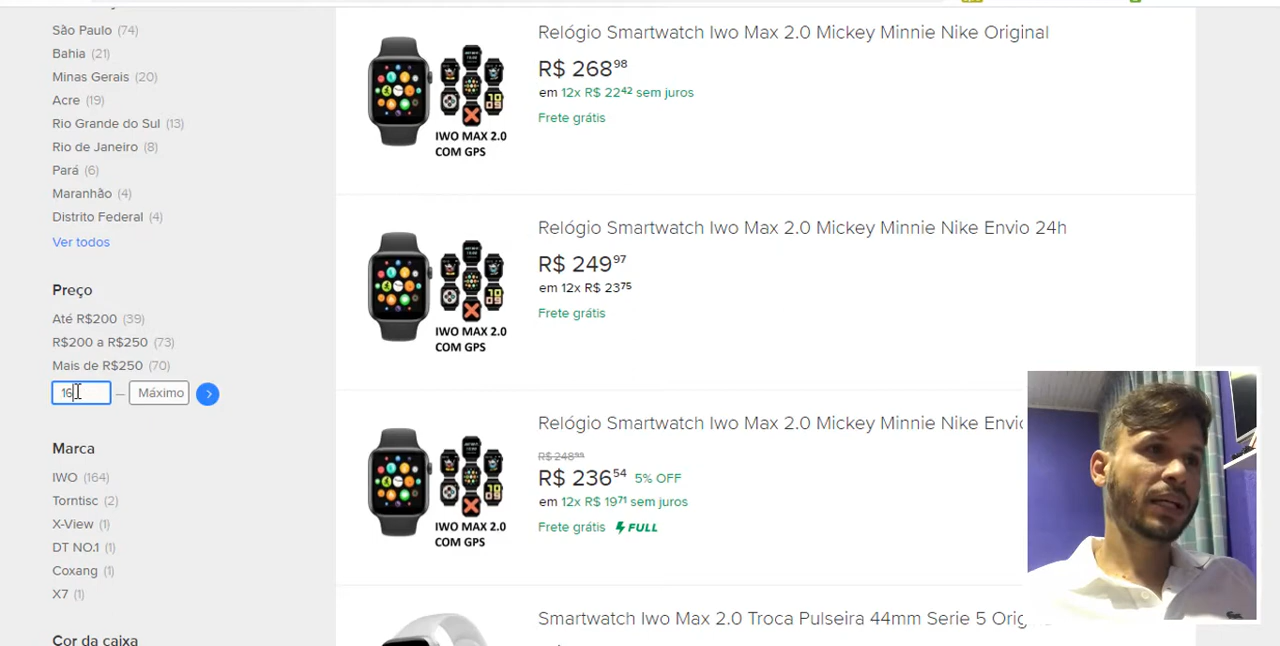 São Paulo (74)
Bahia (21)
Minas Gerais (20)
Acre (19)
Rio Grande do Sul (13)
Rio de Janeiro (8)
Pará (6)
Maranhão (4)
Distrito Federal (4)
Ver todos
Preço
Até R$200 (39)
R$200 a R$250 (73)
Mais de R$250 (70)
16 – Máximo
Marca
IWO (164)
Torntisc (2)
X-View (1)
DT NO.1 (1)
Coxang (1)
X7 (1)
Cor da caixa
Relógio Smartwatch Iwo Max 2.0 Mickey Minnie Nike Original
R$ 268 98
em 12x R$ 22 42 sem juros
Frete grátis
IWO MAX 2.0
COM GPS
Relógio Smartwatch Iwo Max 2.0 Mickey Minnie Nike Envio 24h
R$ 249 97
em 12x R$ 23 75
Frete grátis
IWO MAX 2.0
COM GPS
Relógio Smartwatch Iwo Max 2.0 Mickey Minnie Nike
R$ 248 99
R$ 236 54 5% OFF
em 12x R$ 19 71 sem juros
Frete grátis FULL
IWO MAX 2.0
COM GPS
Smartwatch Iwo Max 2.0 Troca Pulseira 44mm Serie 5